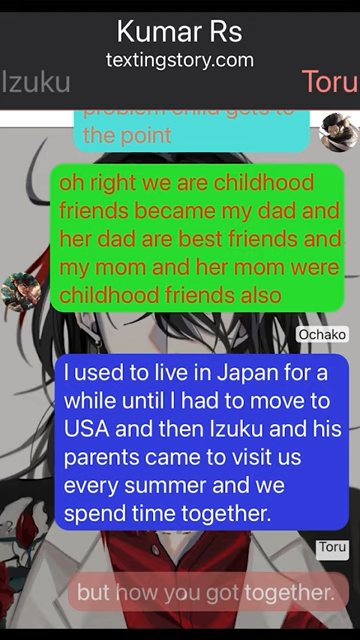 Kumar Rs
textingstory.com
Izuku
Toru
problem child gets to
the point
oh right we are childhood
friends became my dad and
her dad are best friends and
my mom and her mom were
childhood friends also
Ochako
I used to live in Japan for a
while until I had to move to
USA and then Izuku and his
parents came to visit us
every summer and we
spend time together.
Toru
but how you got together.